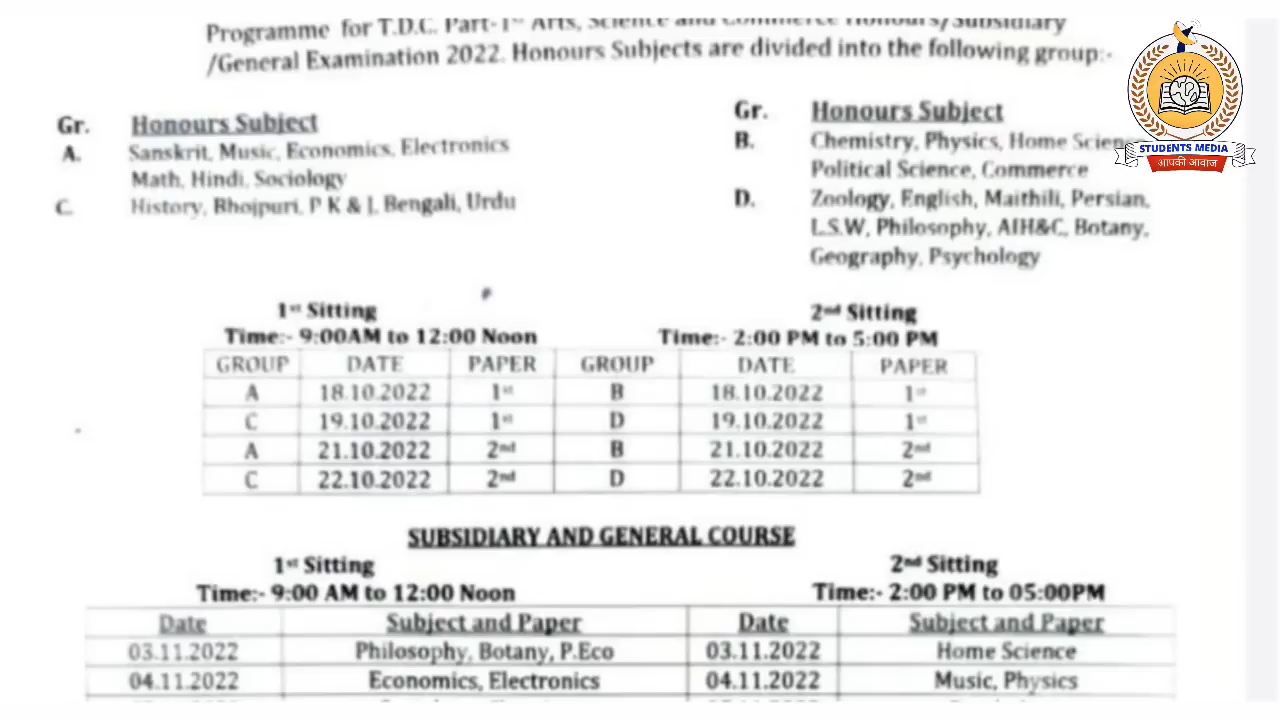 Programme for T.D.C. Part-1st Arts, Science and Commerce Honours/Subsidiary
/General Examination 2022. Honours Subjects are divided into the following group:-
Gr. Honours Subject
A. Sanskrit, Music, Economics, Electronics
Math, Hindi, Sociology
C. History, Bhojpuri, P K & J, Bengali, Urdu
Gr. Honours Subject
B. Chemistry, Physics, Home Scien
Political Science, Commerce
D. Zoology, English, Maithili, Persian,
L.S.W, Philosophy, AIH&C, Botany,
Geography, Psychology
STUDENTS MEDIA
आपकी आवाज
1st Sitting 2nd Sitting
Time:- 9:00AM to 12:00 Noon Time:- 2:00 PM to 5:00 PM
GROUP DATE PAPER GROUP DATE PAPER
A 18.10.2022 1st B 18.10.2022 1st
C 19.10.2022 1st D 19.10.2022 1st
A 21.10.2022 2nd B 21.10.2022 2nd
C 22.10.2022 2nd D 22.10.2022 2nd
SUBSIDIARY AND GENERAL COURSE
1st Sitting 2nd Sitting
Time:- 9:00 AM to 12:00 Noon Time:- 2:00 PM to 05:00PM
Date Subject and Paper Date Subject and Paper
03.11.2022 Philosophy, Botany, P.Eco 03.11.2022 Home Science
04.11.2022 Economics, Electronics 04.11.2022 Music, Physics